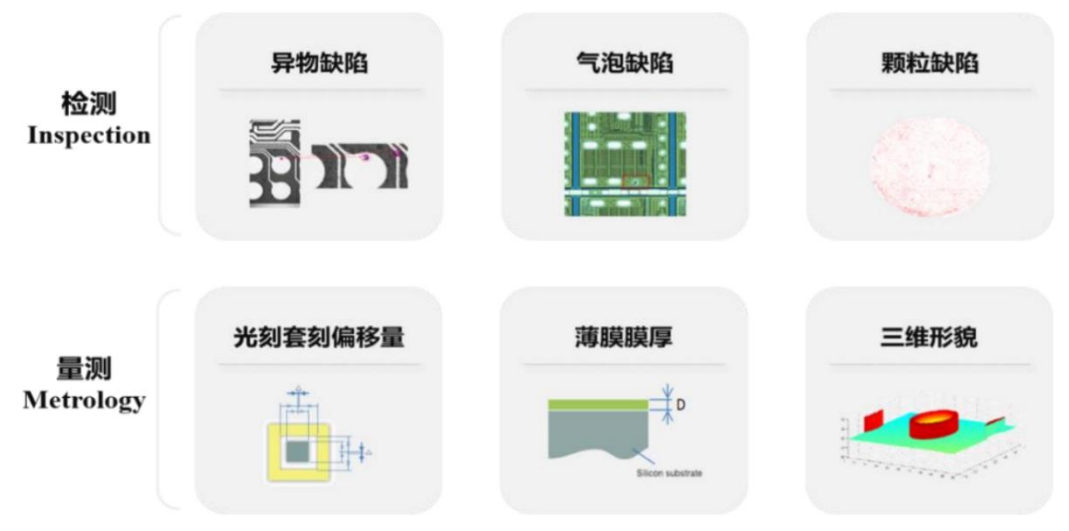 检测
Inspection
异物缺陷
气泡缺陷
颗粒缺陷
量测
Metrology
光刻套刻偏移量
薄膜膜厚
D
Silicon substrate
三维形貌